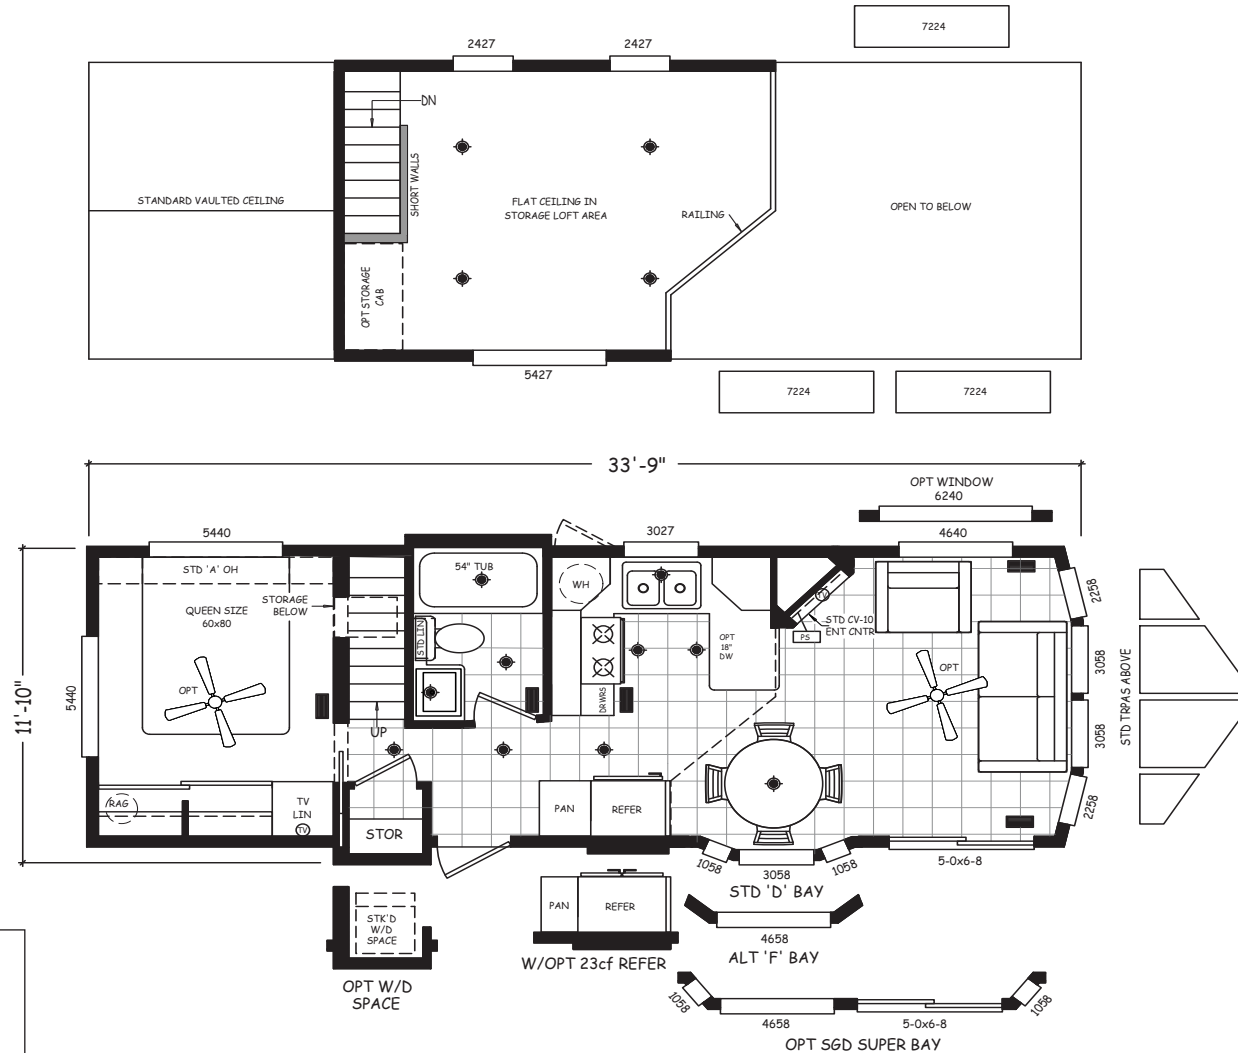 7224
2427
2427
DN
SHORT WALLS
STANDARD VAULTED CEILING
FLAT CEILING IN
STORAGE LOFT AREA
RAILING
OPEN TO BELOW
OPT STORAGE
CAB
5427
7224
7224
33'-9"
OPT WINDOW
6240
5440
3027
4640
STD 'A' OH
54" TUB
WH
2258
QUEEN SIZE
60x80
STORAGE
BELOW
STD LIN
OPT
18"
DW
STD CV-10
ENT CNTR
PS
3058
STD TRPAS ABOVE
OPT
OPT
5440
11'-10"
DRWRS
UP
3058
RAG
TV
LIN
TV
STOR
PAN
REFER
2258
1058
3058
1058
5-0x6-8
STD 'D' BAY
STK'D
W/D
SPACE
PAN
REFER
4658
ALT 'F' BAY
W/OPT 23cf REFER
OPT W/D
SPACE
1058
4658
5-0x6-8
1058
OPT SGD SUPER BAY